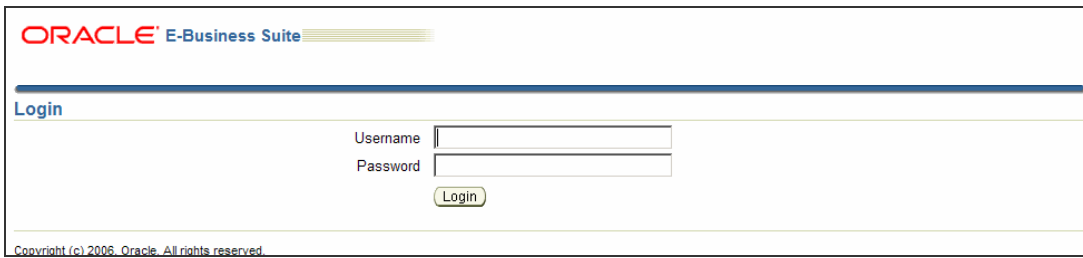 ORACLE E-Business Suite
Login
Username
Password
Login
Copyright (c) 2006, Oracle. All rights reserved.